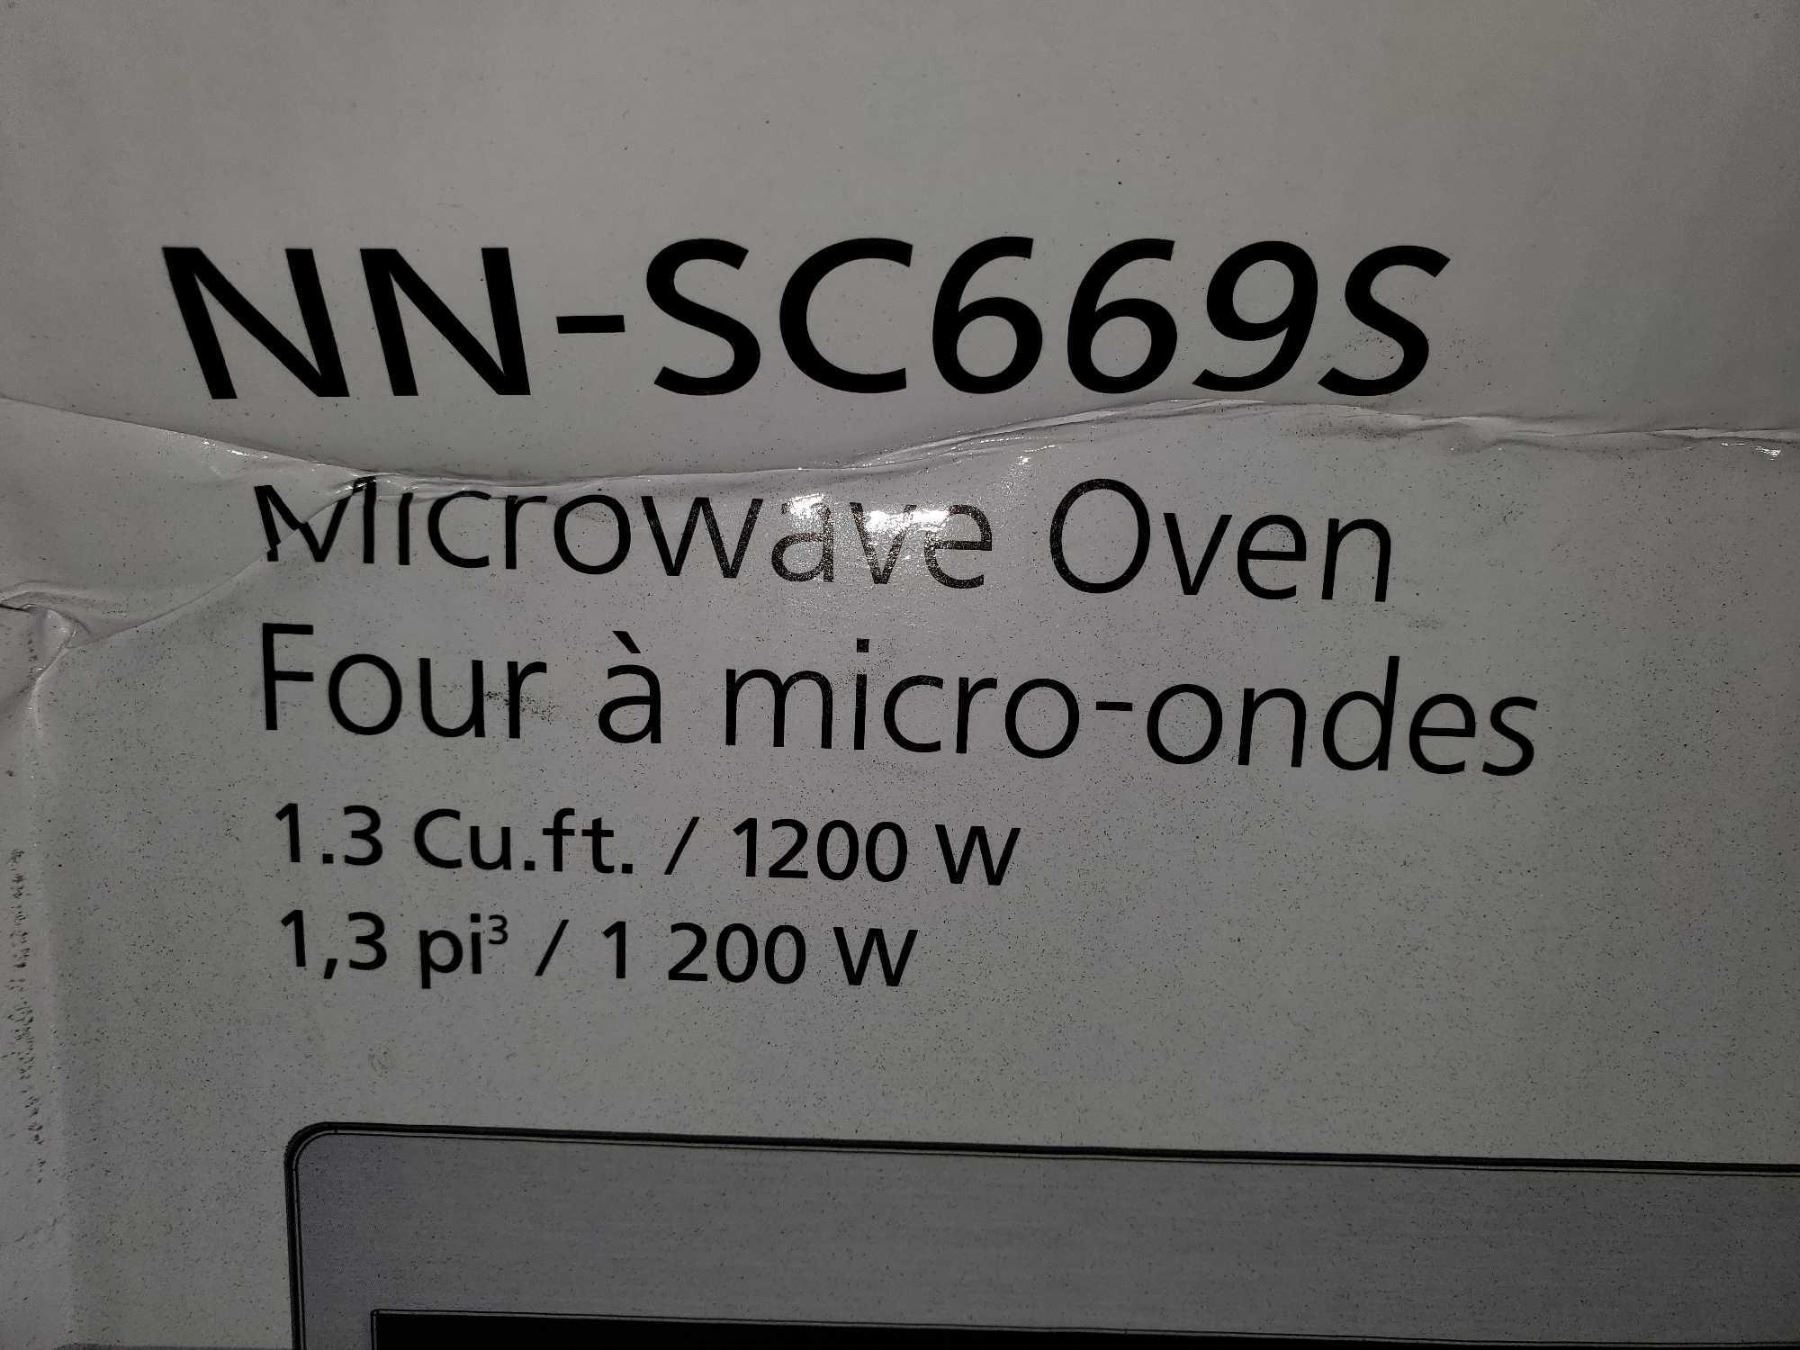 NN-SC669S
Microwave Oven
Four à micro-ondes
1.3 Cu.ft. / 1200 W
1,3 pi³ / 1 200 W